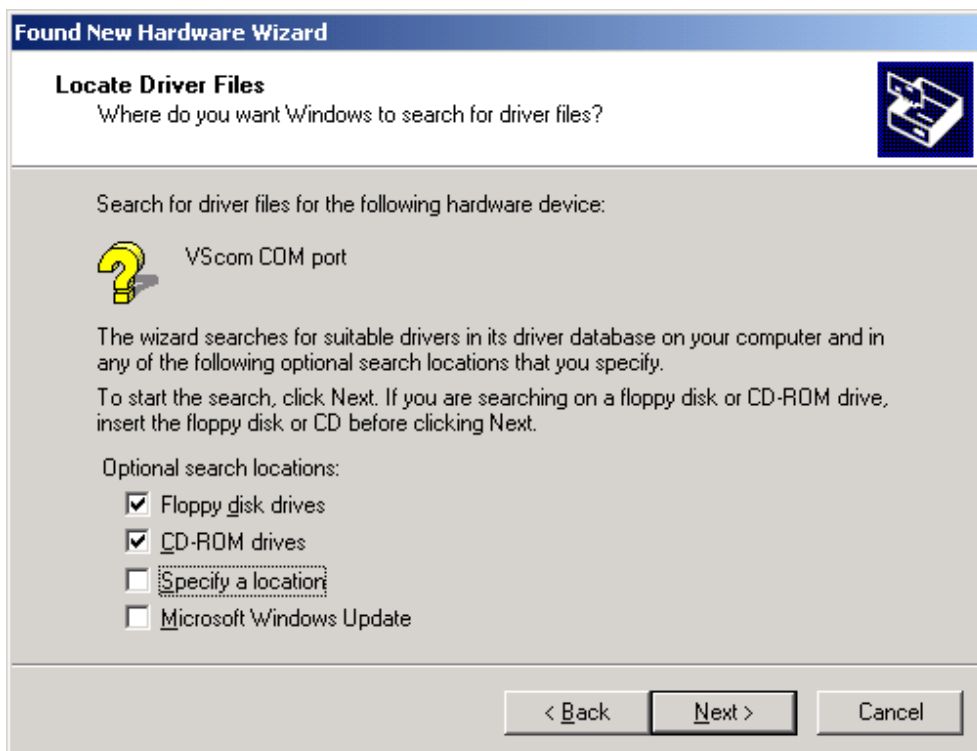 Found New Hardware Wizard
Locate Driver Files
Where do you want Windows to search for driver files?
Search for driver files for the following hardware device:
VScom COM port
The wizard searches for suitable drivers in its driver database on your computer and in
any of the following optional search locations that you specify.
To start the search, click Next. If you are searching on a floppy disk or CD-ROM drive,
insert the floppy disk or CD before clicking Next.
Optional search locations:
Floppy disk drives
CD-ROM drives
Specify a location
Microsoft Windows Update
< Back Next > Cancel